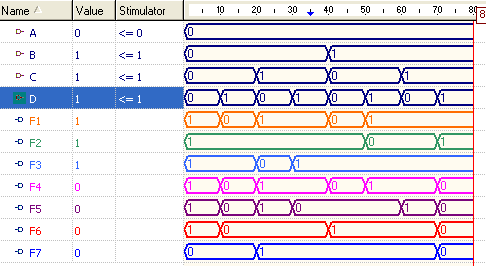 Name Value Stimulator 10 20 30 40 50 60 70 80 8
A 0 <= 0 0
B 1 <= 1 0 1
C 1 <= 1 0 1 0 1
D 1 <= 1 0 1 0 1 0 1 0 1
F1 1 1 0 1 0 1
F2 1 1 0 1
F3 1 1 0 1
F4 0 1 0 1 0 1 0
F5 0 1 0 1 0 1 0
F6 0 1 0 1 0
F7 0 0 1 0